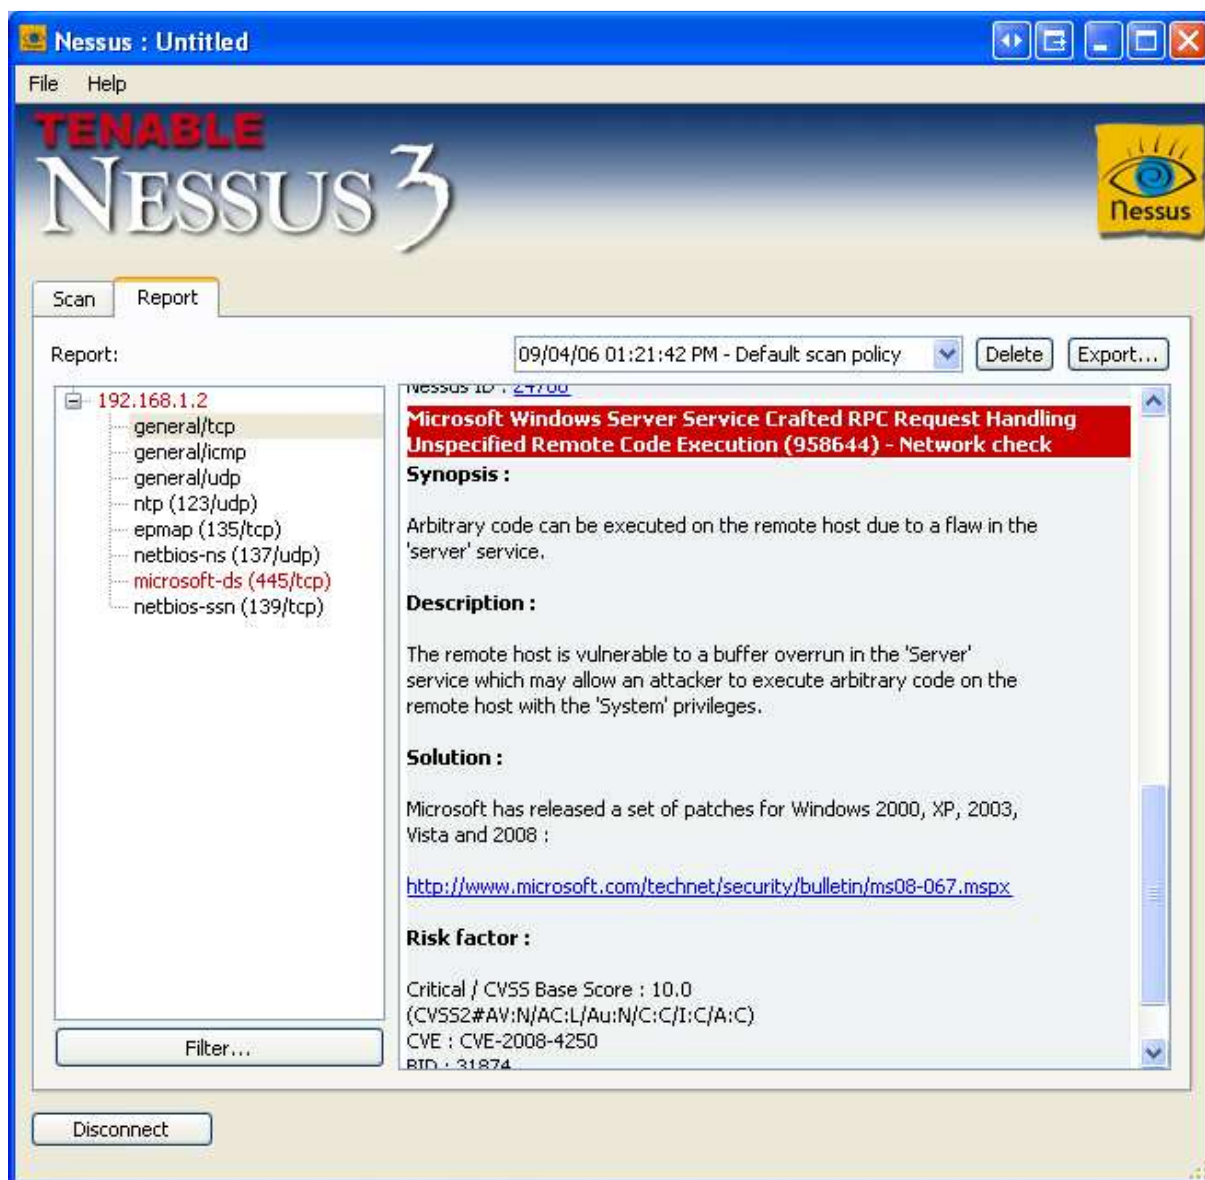 Nessus : Untitled
File Help
TENABLE
NESSUS 3
Nessus
Scan Report
Report:
09/04/06 01:21:42 PM - Default scan policy
Delete
Export...
192.168.1.2
general/tcp
general/icmp
general/udp
ntp (123/udp)
epmap (135/tcp)
netbios-ns (137/udp)
microsoft-ds (445/tcp)
netbios-ssn (139/tcp)
Filter...
Nessus ID :
Microsoft Windows Server Service Crafted RPC Request Handling
Unspecified Remote Code Execution (958644) - Network check
Synopsis :
Arbitrary code can be executed on the remote host due to a flaw in the
'server' service.
Description :
The remote host is vulnerable to a buffer overrun in the 'Server'
service which may allow an attacker to execute arbitrary code on the
remote host with the 'System' privileges.
Solution :
Microsoft has released a set of patches for Windows 2000, XP, 2003,
Vista and 2008 :
http://www.microsoft.com/technet/security/bulletin/ms08-067.mspx
Risk factor :
Critical / CVSS Base Score : 10.0
(CVSS2#AV:N/AC:L/Au:N/C:C/I:C/A:C)
CVE : CVE-2008-4250
BID : 31874
Disconnect